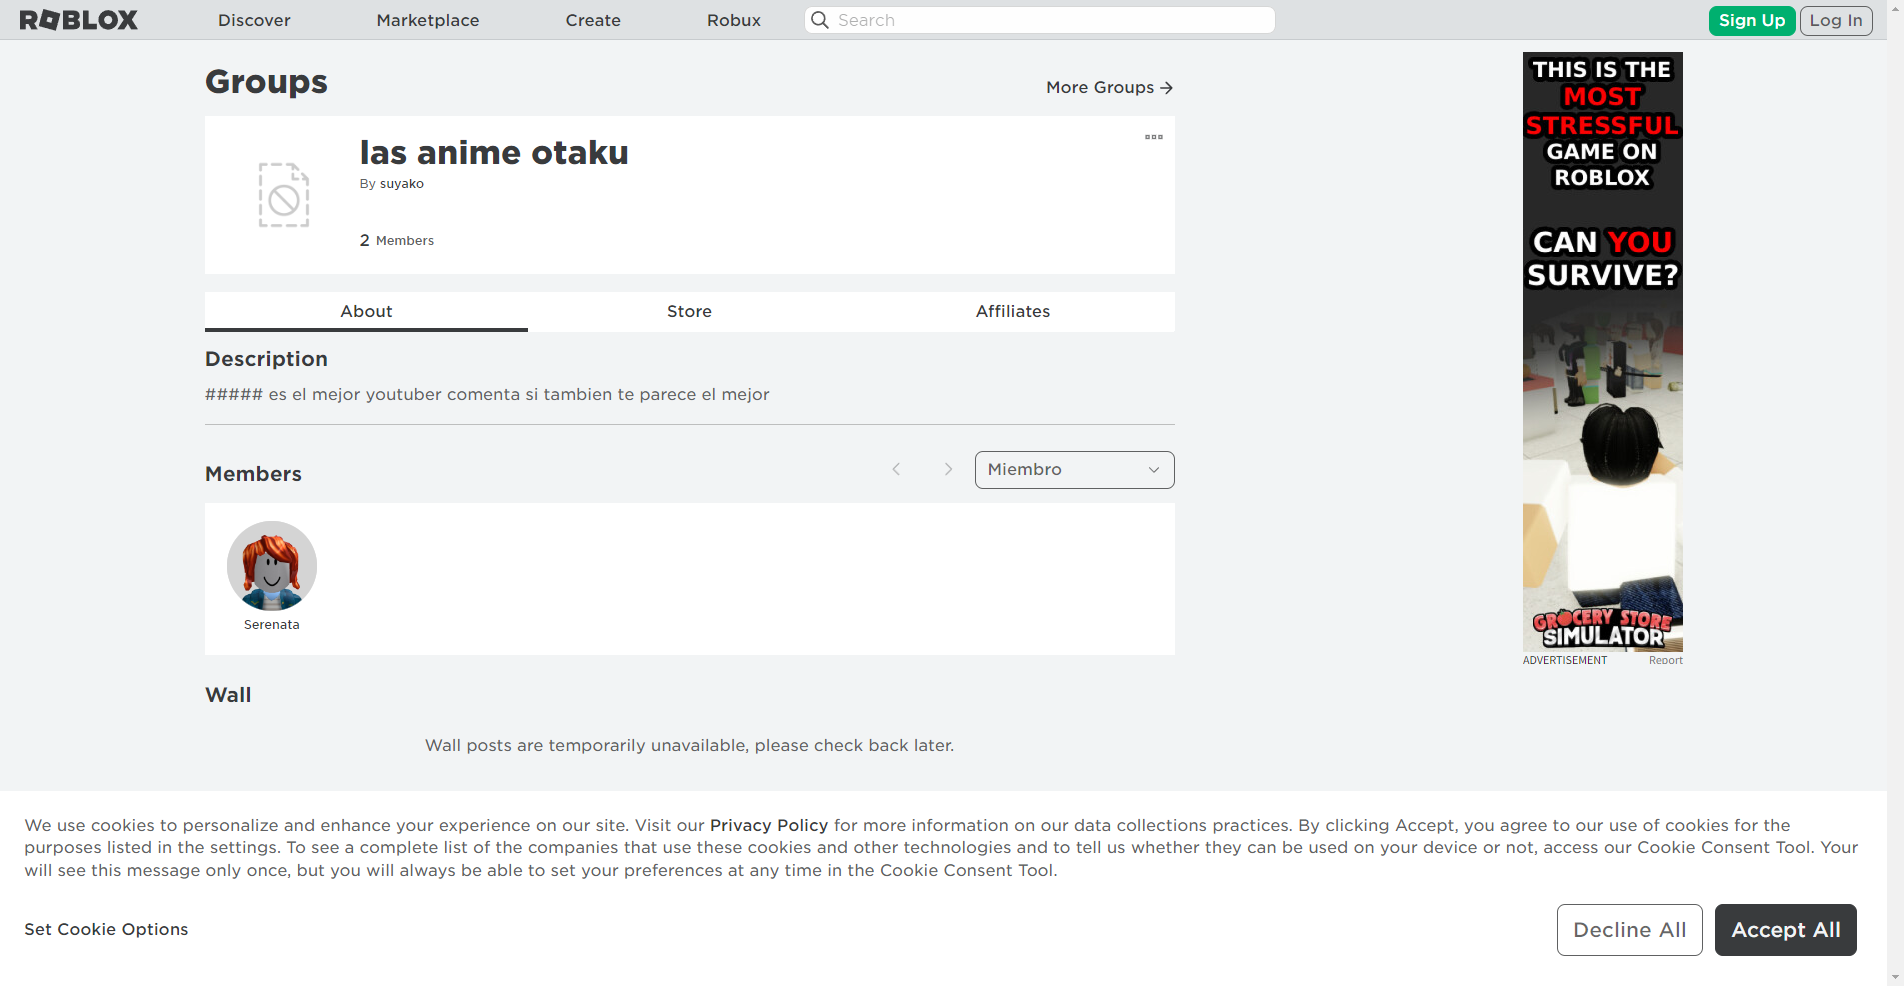 ROBLOX
Discover
Marketplace
Create
Robux
Search
Sign Up
Log In
Groups
More Groups
las anime otaku
By suyako
2 Members
About
Store
Affiliates
Description
##### es el mejor youtuber comenta si tambien te parece el mejor
Members
Miembro
Serenata
Wall
Wall posts are temporarily unavailable, please check back later.
THIS IS THE
MOST
STRESSFUL
GAME ON
ROBLOX
CAN YOU
SURVIVE?
GROCERY STORE
SIMULATOR
ADVERTISEMENT
Report
We use cookies to personalize and enhance your experience on our site. Visit our Privacy Policy for more information on our data collections practices. By clicking Accept, you agree to our use of cookies for the
purposes listed in the settings. To see a complete list of the companies that use these cookies and other technologies and to tell us whether they can be used on your device or not, access our Cookie Consent Tool. Your
will see this message only once, but you will always be able to set your preferences at any time in the Cookie Consent Tool.
Set Cookie Options
Decline All
Accept All